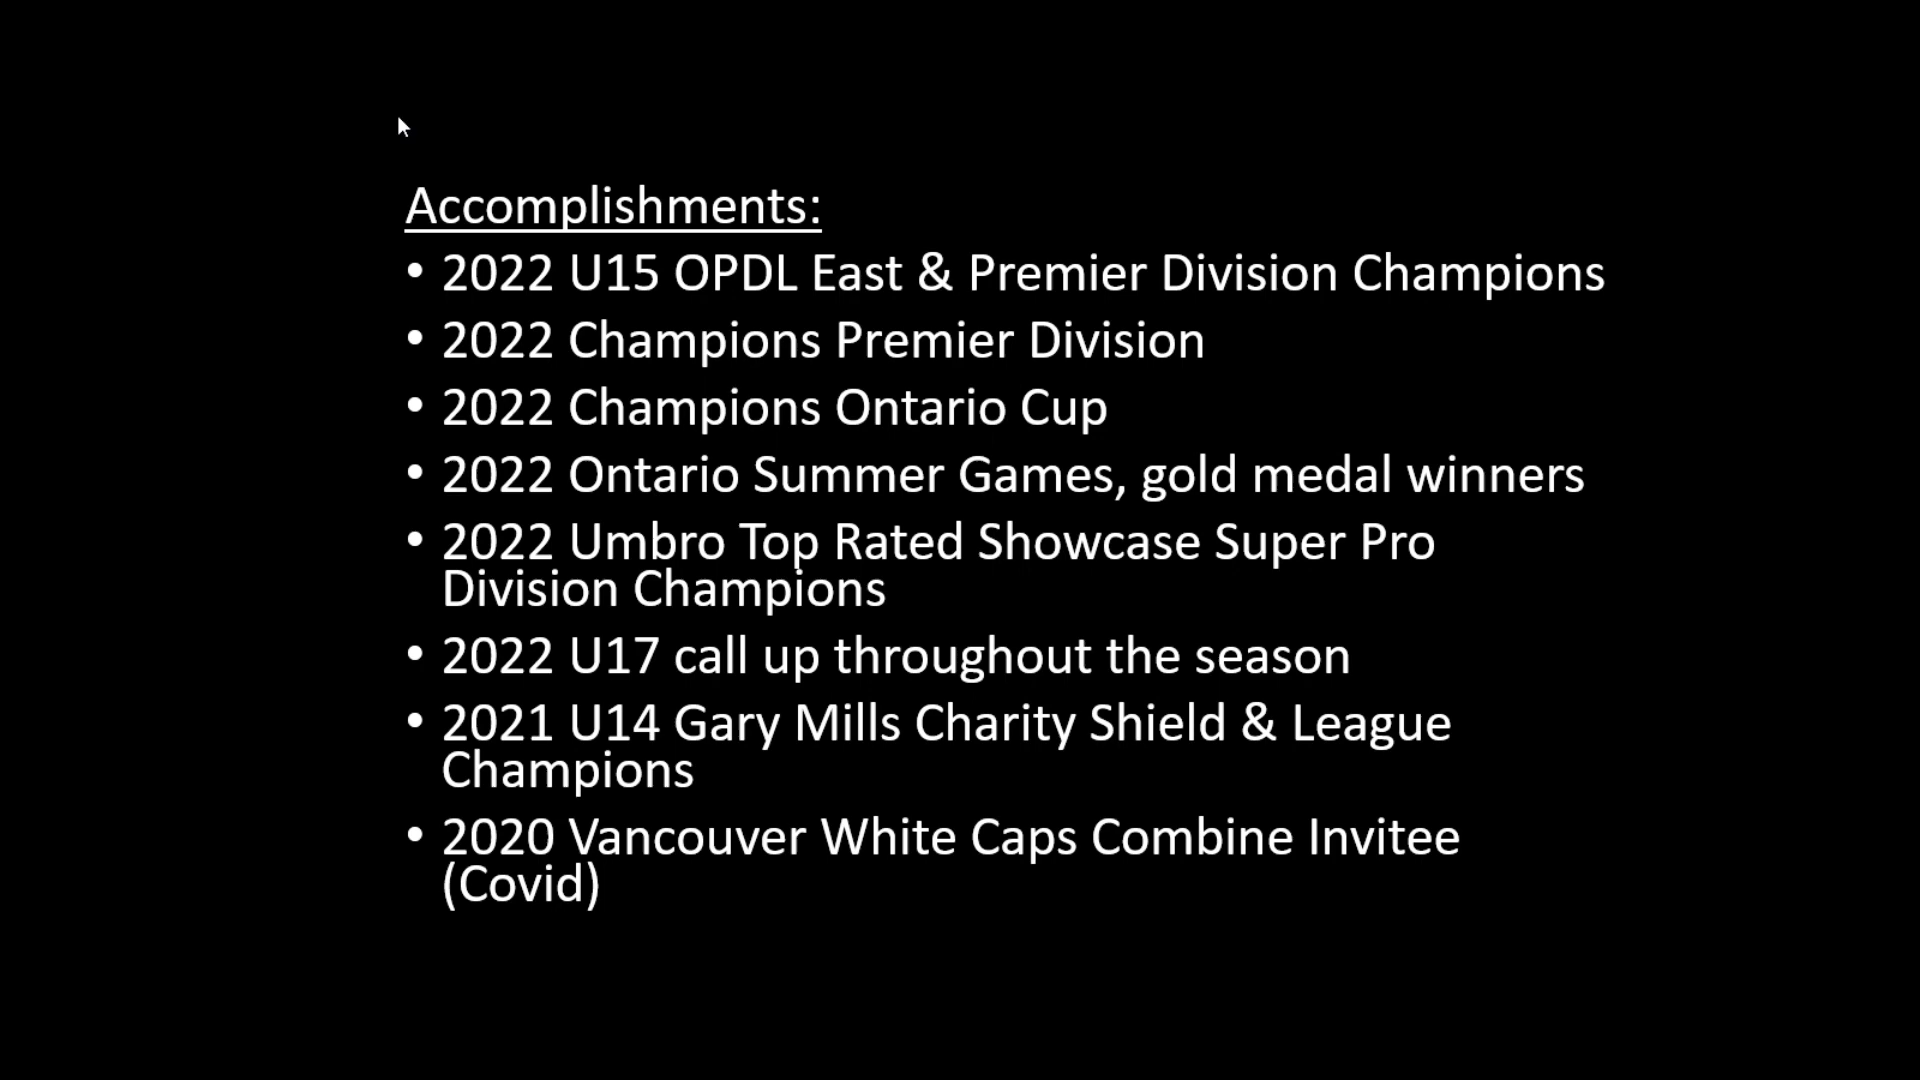 Accomplishments:
• 2022 U15 OPDL East & Premier Division Champions
• 2022 Champions Premier Division
• 2022 Champions Ontario Cup
• 2022 Ontario Summer Games, gold medal winners
• 2022 Umbro Top Rated Showcase Super Pro
Division Champions
• 2022 U17 call up throughout the season
• 2021 U14 Gary Mills Charity Shield & League
Champions
• 2020 Vancouver White Caps Combine Invitee
(Covid)